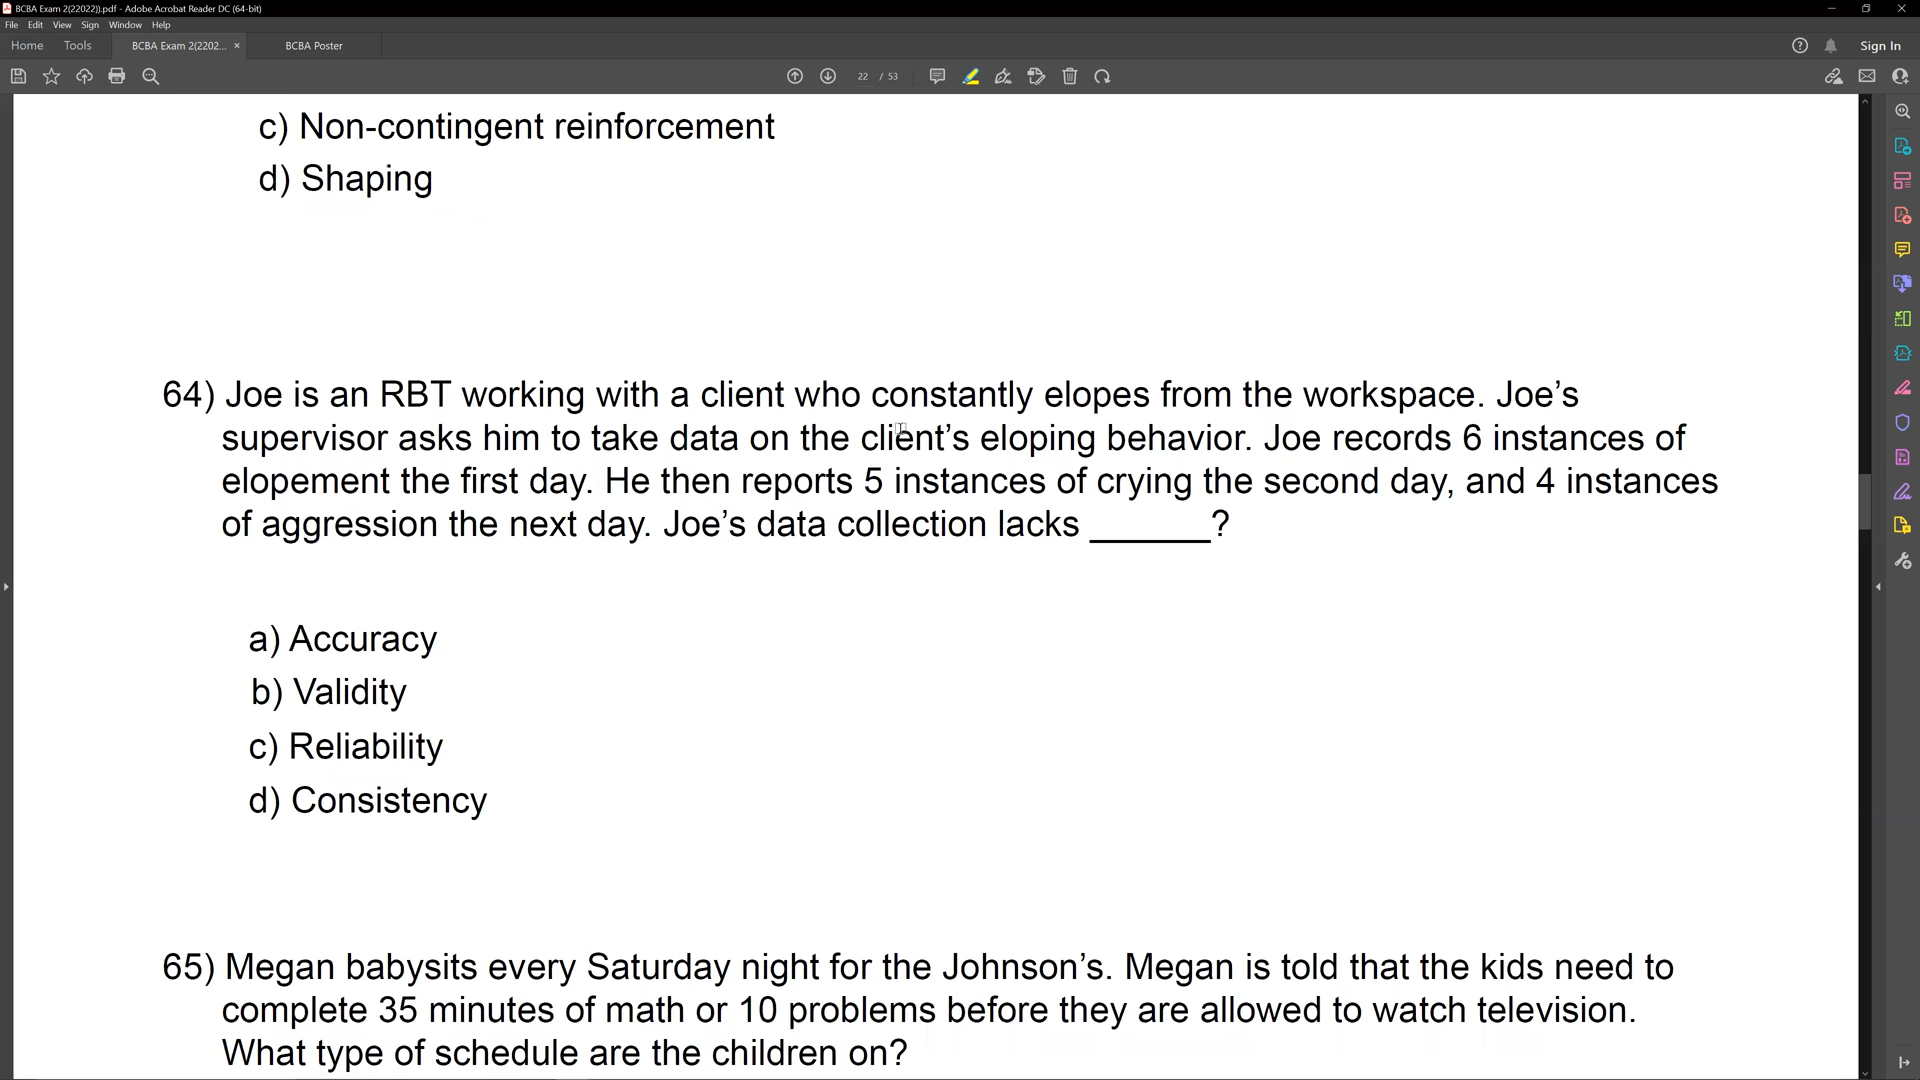 BCBA Exam 2(22022)).pdf - Adobe Acrobat Reader DC (64-bit)
File Edit View Sign Window Help
Home Tools BCBA Exam 2(2202... × BCBA Poster Sign In
22 / 53
c) Non-contingent reinforcement
d) Shaping
64) Joe is an RBT working with a client who constantly elopes from the workspace. Joe’s
supervisor asks him to take data on the client’s eloping behavior. Joe records 6 instances of
elopement the first day. He then reports 5 instances of crying the second day, and 4 instances
of aggression the next day. Joe’s data collection lacks _______?
a) Accuracy
b) Validity
c) Reliability
d) Consistency
65) Megan babysits every Saturday night for the Johnson’s. Megan is told that the kids need to
complete 35 minutes of math or 10 problems before they are allowed to watch television.
What type of schedule are the children on?